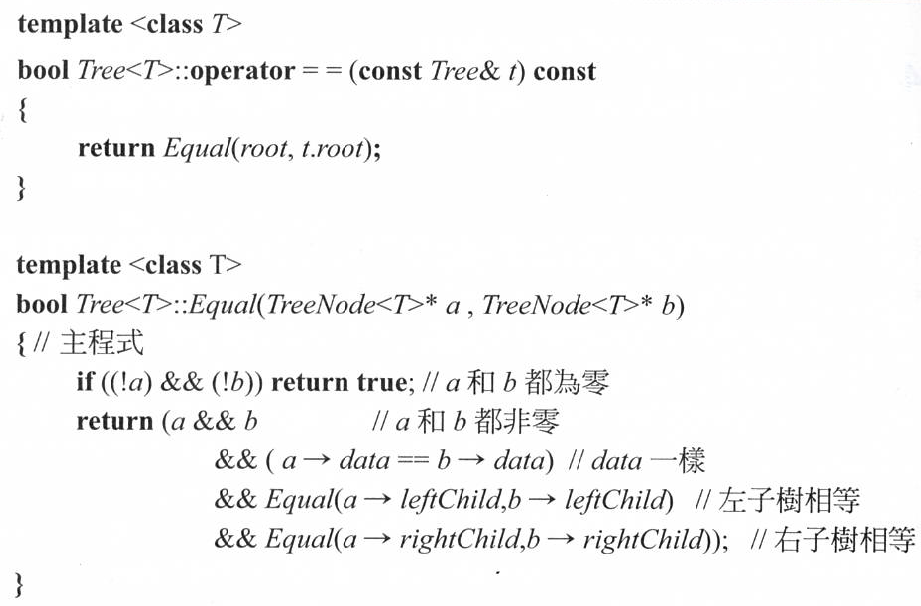 template <class T>
bool Tree<T>::operator = = (const Tree& t) const
{
return Equal(root, t.root);
}
template <class T>
bool Tree<T>::Equal(TreeNode<T>* a , TreeNode<T>* b)
{ // 主程式
if ((!a) && (!b)) return true; // a 和 b 都為零
return (a && b // a 和 b 都非零
&& ( a → data == b → data) // data 一樣
&& Equal(a → leftChild,b → leftChild) // 左子樹相等
&& Equal(a → rightChild,b → rightChild)); // 右子樹相等
}